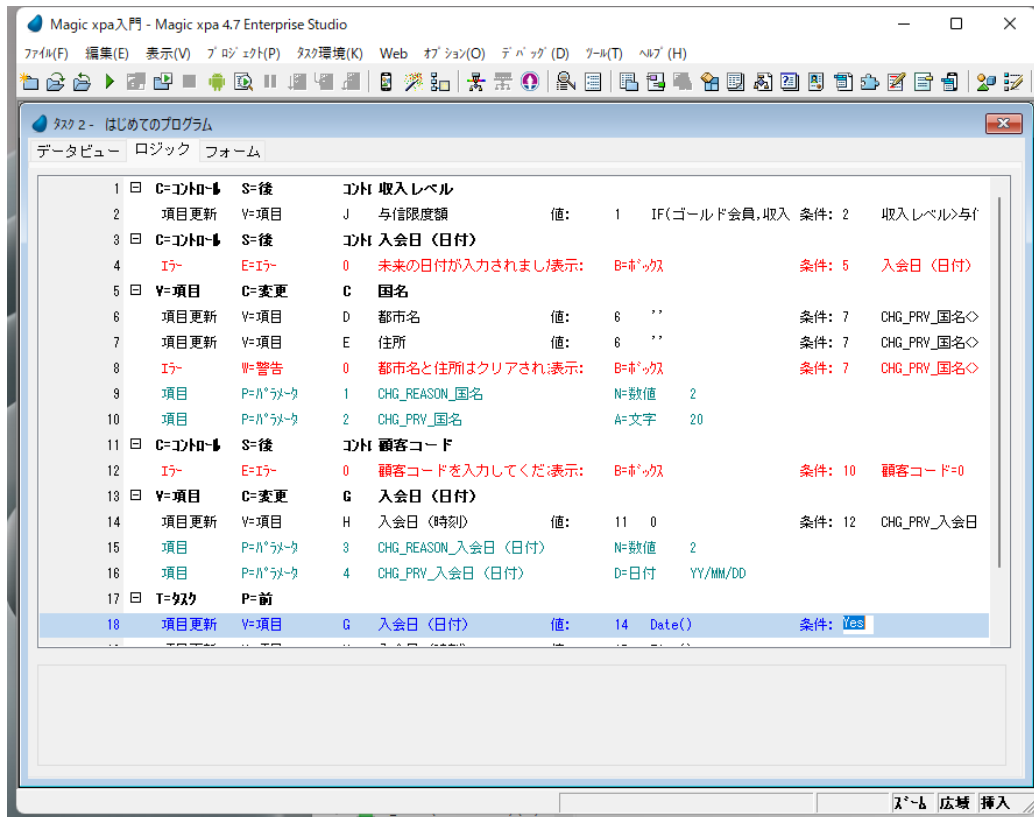 Magic xpa入門 - Magic xpa 4.7 Enterprise Studio
ファイル(F) 編集(E) 表示(V) プロジェクト(P) タスク環境(K) Web オプション(O) デバッグ(D) ツール(T) ヘルプ(H)
タスク 2 - はじめてのプログラム
データビュー ロジック フォーム
1 C=コントロール S=後 コントロ 収入レベル
2 項目更新 V=項目 J 与信限度額 値: 1 IF(ゴールド会員,収入 条件: 2 収入レベル>与信
3 C=コントロール S=後 コントロ 入会日（日付）
4 エラー E=エラー 0 未来の日付が入力されまし 表示: B=ボックス 条件: 5 入会日（日付）
5 V=項目 C=変更 C 国名
6 項目更新 V=項目 D 都市名 値: 6 '' 条件: 7 CHG_PRV_国名<>
7 項目更新 V=項目 E 住所 値: 6 '' 条件: 7 CHG_PRV_国名<>
8 エラー W=警告 0 都市名と住所はクリアされ 表示: B=ボックス 条件: 7 CHG_PRV_国名<>
9 項目 P=パラメータ 1 CHG_REASON_国名 N=数値 2
10 項目 P=パラメータ 2 CHG_PRV_国名 A=文字 20
11 C=コントロール S=後 コントロ 顧客コード
12 エラー E=エラー 0 顧客コードを入力してくだ 表示: B=ボックス 条件: 10 顧客コード=0
13 V=項目 C=変更 G 入会日（日付）
14 項目更新 V=項目 H 入会日（時刻） 値: 11 0 条件: 12 CHG_PRV_入会日
15 項目 P=パラメータ 3 CHG_REASON_入会日（日付） N=数値 2
16 項目 P=パラメータ 4 CHG_PRV_入会日（日付） D=日付 YY/MM/DD
17 T=タスク P=前
18 項目更新 V=項目 G 入会日（日付） 値: 14 Date() 条件: Yes
ズーム 広域 挿入